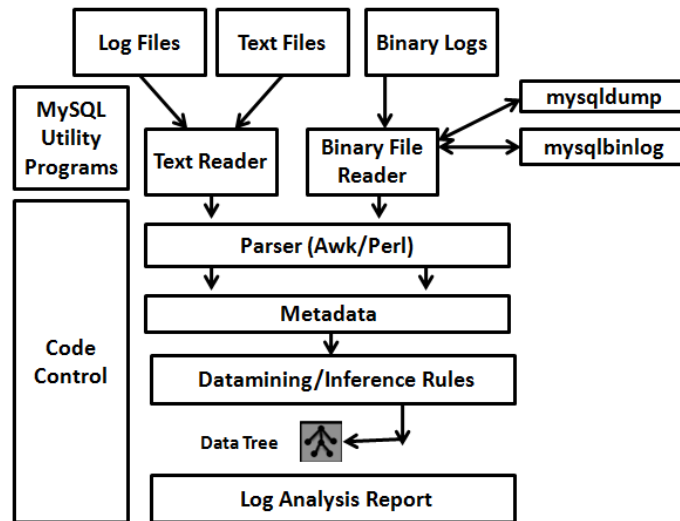 Log Files
Text Files
Binary Logs
MySQL
Utility
Programs
mysqldump
mysqlbinlog
Text Reader
Binary File
Reader
Parser (Awk/Perl)
Metadata
Code
Control
Datamining/Inference Rules
Data Tree
Log Analysis Report